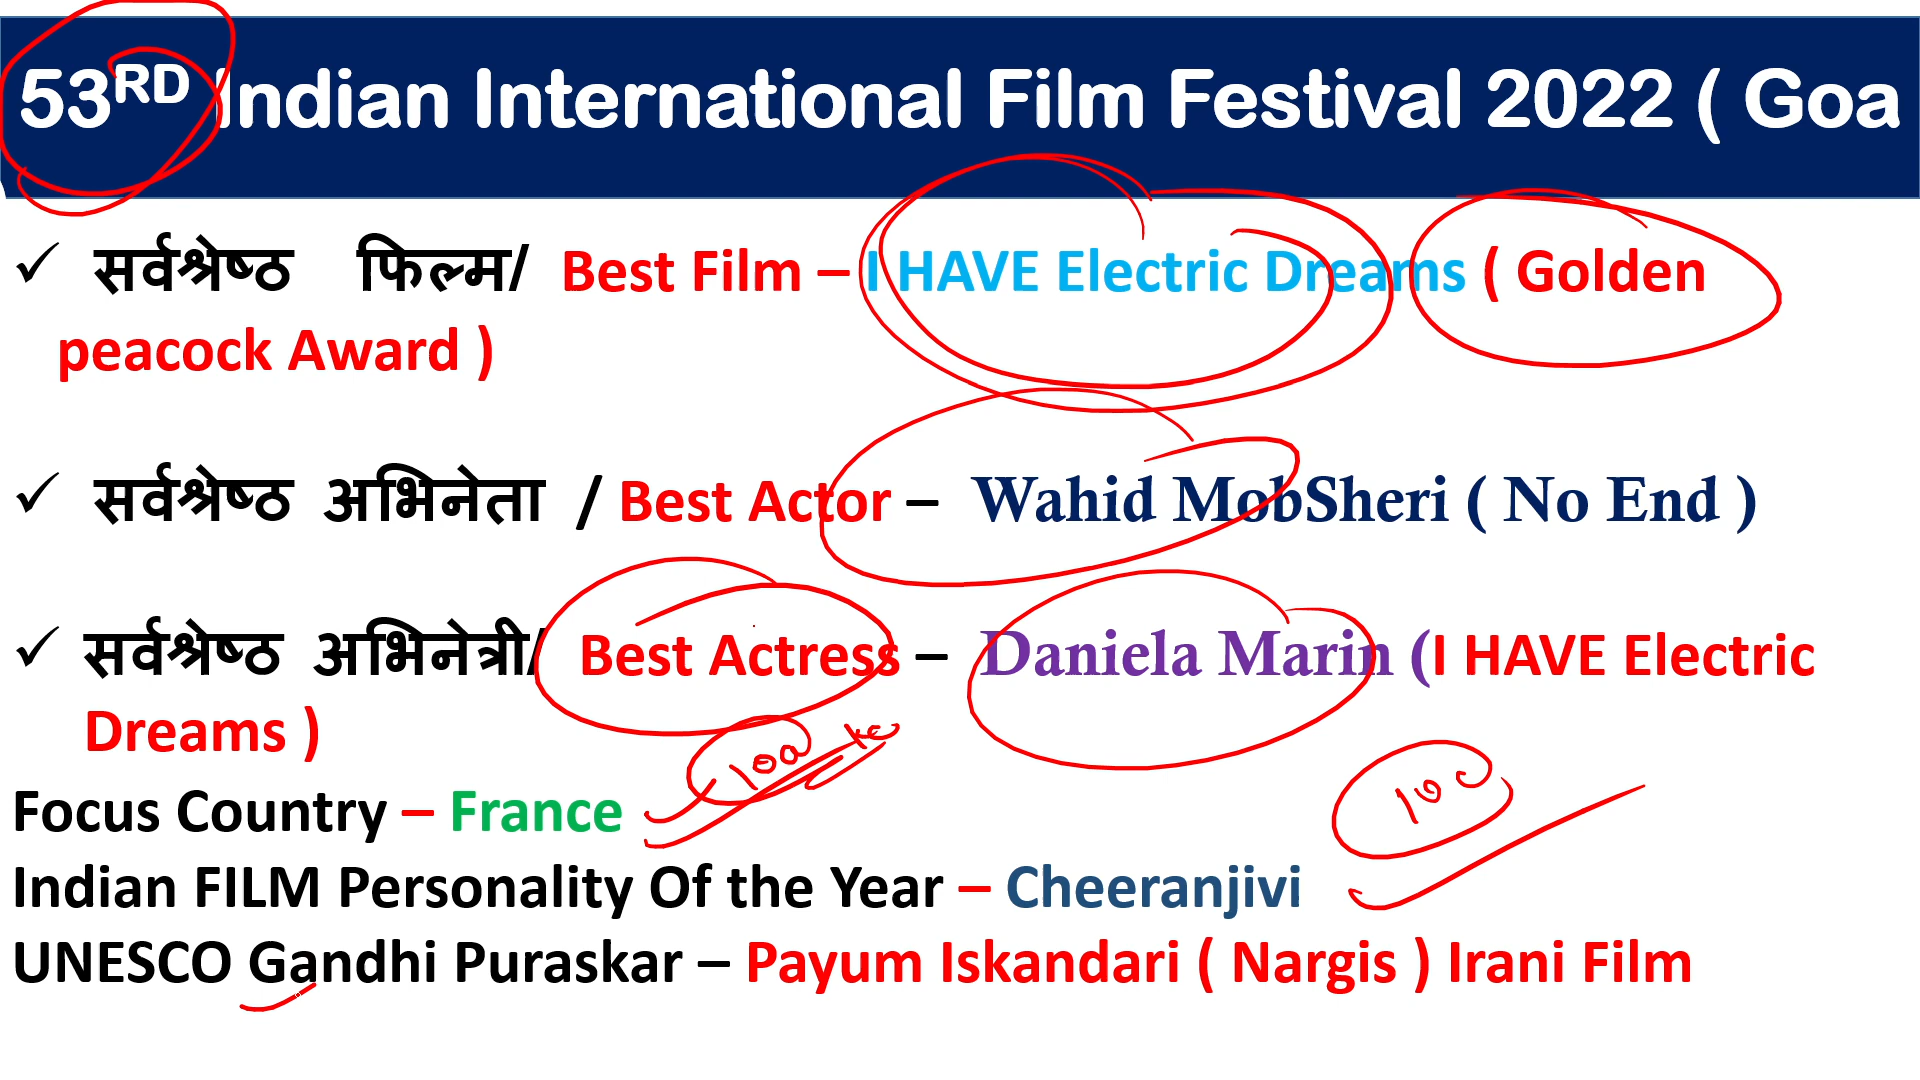 53RD Indian International Film Festival 2022 ( Goa
✓ सर्वश्रेष्ठ फिल्म/ Best Film – I HAVE Electric Dreams ( Golden
peacock Award )
✓ सर्वश्रेष्ठ अभिनेता / Best Actor – Wahid MobSheri ( No End )
✓ सर्वश्रेष्ठ अभिनेत्री/ Best Actress – Daniela Marin (I HAVE Electric
Dreams )
Focus Country – France
Indian FILM Personality Of the Year – Cheeranjivi
UNESCO Gandhi Puraskar – Payum Iskandari ( Nargis ) Irani Film